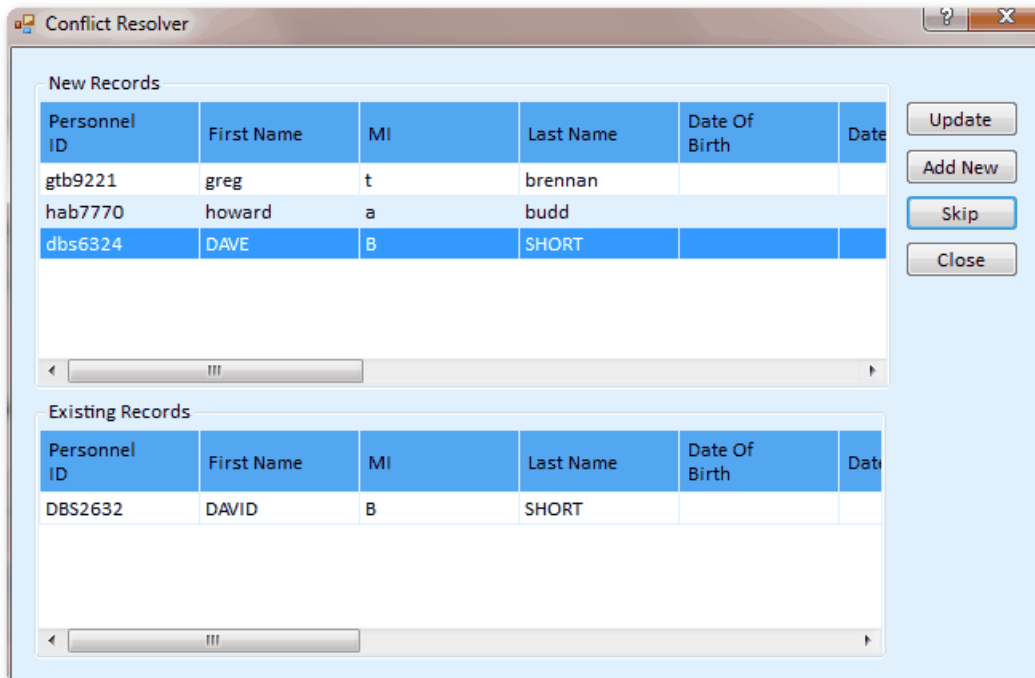 Conflict Resolver
?
X
New Records
Personnel ID First Name MI Last Name Date Of Birth Date
gtb9221 greg t brennan
hab7770 howard a budd
dbs6324 DAVE B SHORT
Update
Add New
Skip
Close
Existing Records
Personnel ID First Name MI Last Name Date Of Birth Date
DBS2632 DAVID B SHORT